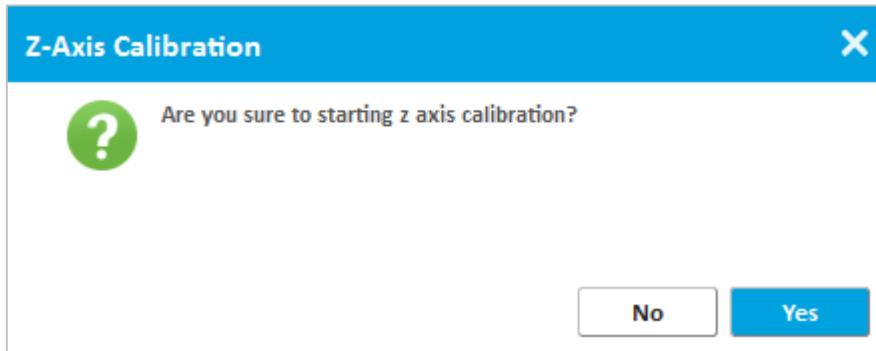 Z-Axis Calibration
Are you sure to starting z axis calibration?
No Yes